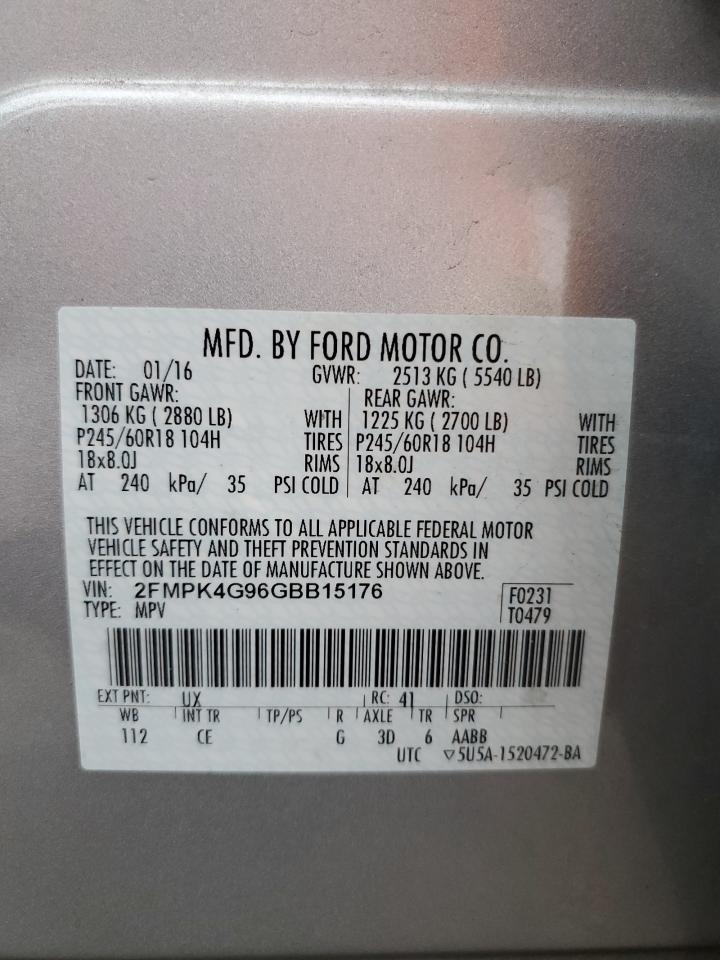 MFD. BY FORD MOTOR CO.
DATE: 01/16 GVWR: 2513 KG ( 5540 LB)
FRONT GAWR: REAR GAWR:
1306 KG ( 2880 LB) WITH 1225 KG ( 2700 LB) WITH
P245/60R18 104H TIRES P245/60R18 104H TIRES
18x8.0J RIMS 18x8.0J RIMS
AT 240 kPa/ 35 PSI COLD AT 240 kPa/ 35 PSI COLD
THIS VEHICLE CONFORMS TO ALL APPLICABLE FEDERAL MOTOR
VEHICLE SAFETY AND THEFT PREVENTION STANDARDS IN
EFFECT ON THE DATE OF MANUFACTURE SHOWN ABOVE.
VIN: 2FMPK4G96GBB15176 F0231
TYPE: MPV T0479
EXT PNT: UX RC: 41 DSO:
WB INT TR TP/PS R AXLE TR SPR
112 CE G 3D 6 AABB
UTC ▽5U5A-1520472-BA